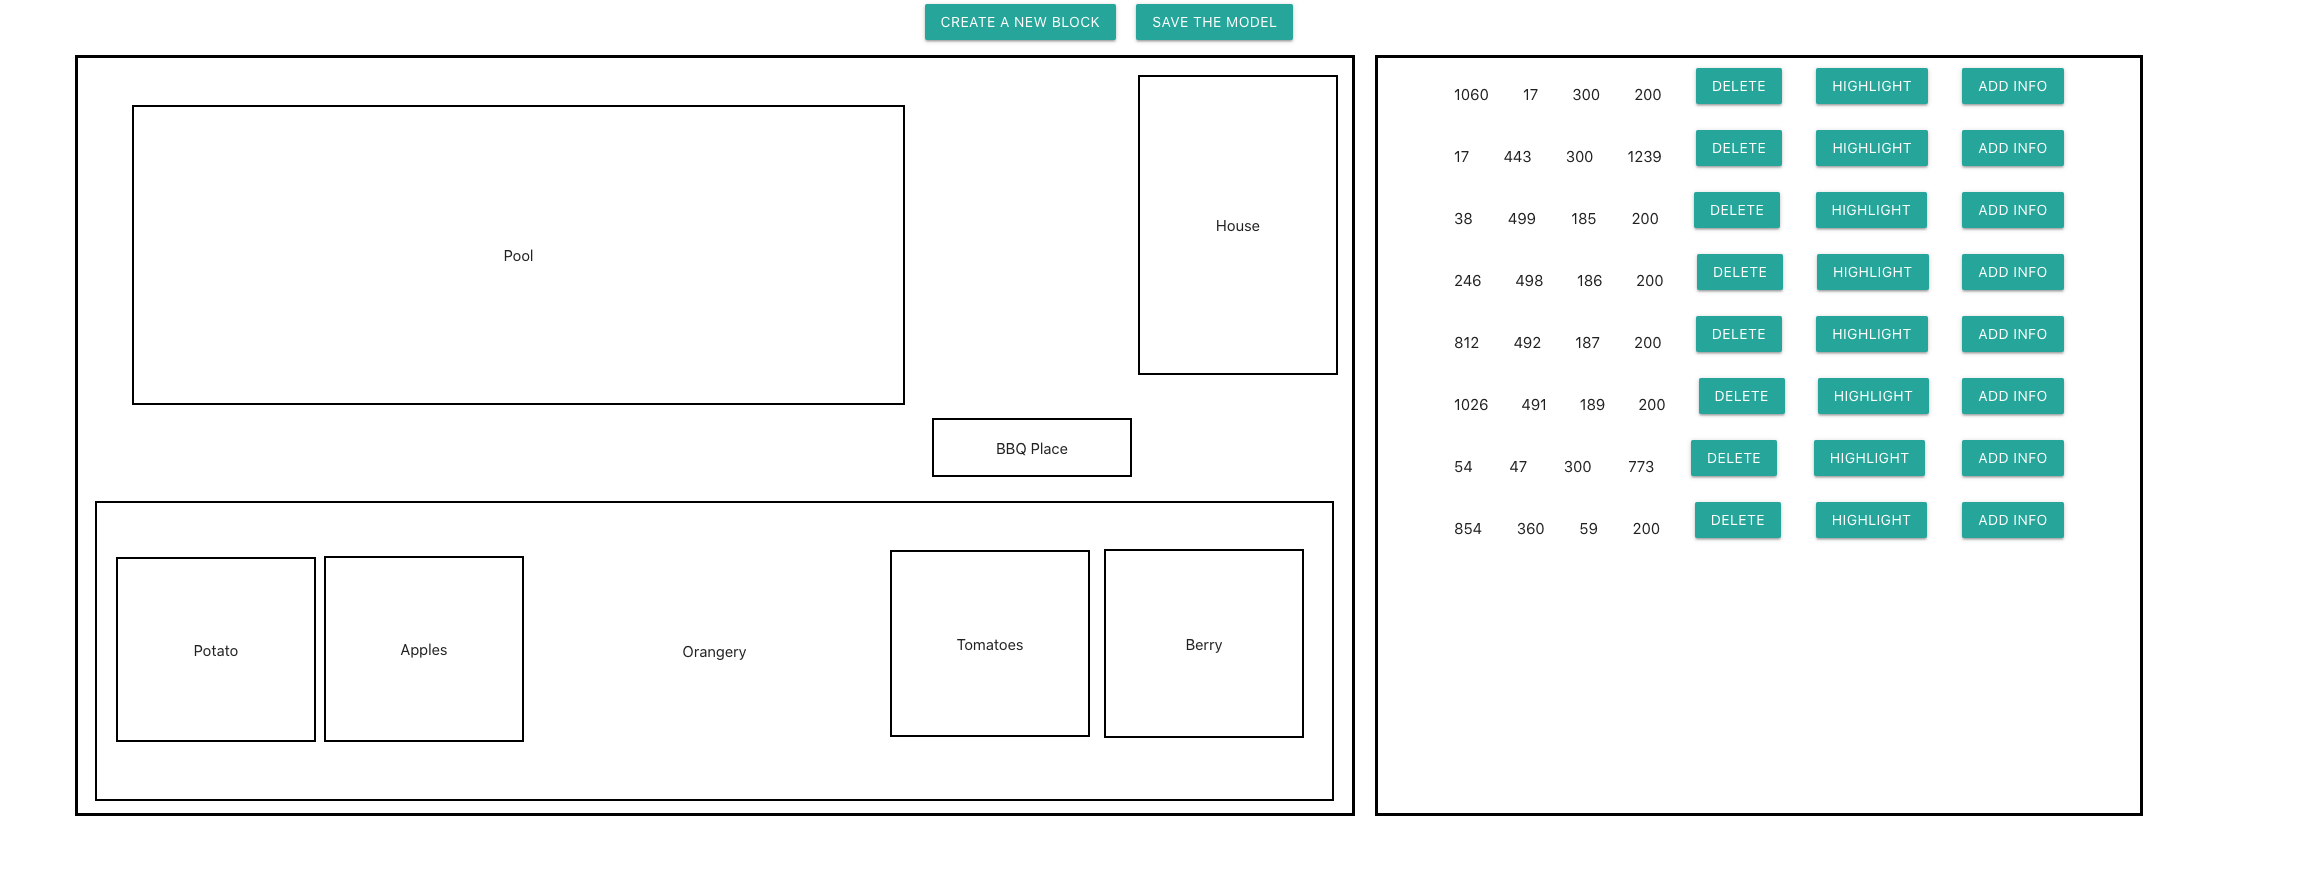 CREATE A NEW BLOCK SAVE THE MODEL
House
Pool
BBQ Place
Potato Apples Orangery Tomatoes Berry
1060 17 300 200 DELETE HIGHLIGHT ADD INFO
17 443 300 1239 DELETE HIGHLIGHT ADD INFO
38 499 185 200 DELETE HIGHLIGHT ADD INFO
246 498 186 200 DELETE HIGHLIGHT ADD INFO
812 492 187 200 DELETE HIGHLIGHT ADD INFO
1026 491 189 200 DELETE HIGHLIGHT ADD INFO
54 47 300 773 DELETE HIGHLIGHT ADD INFO
854 360 59 200 DELETE HIGHLIGHT ADD INFO